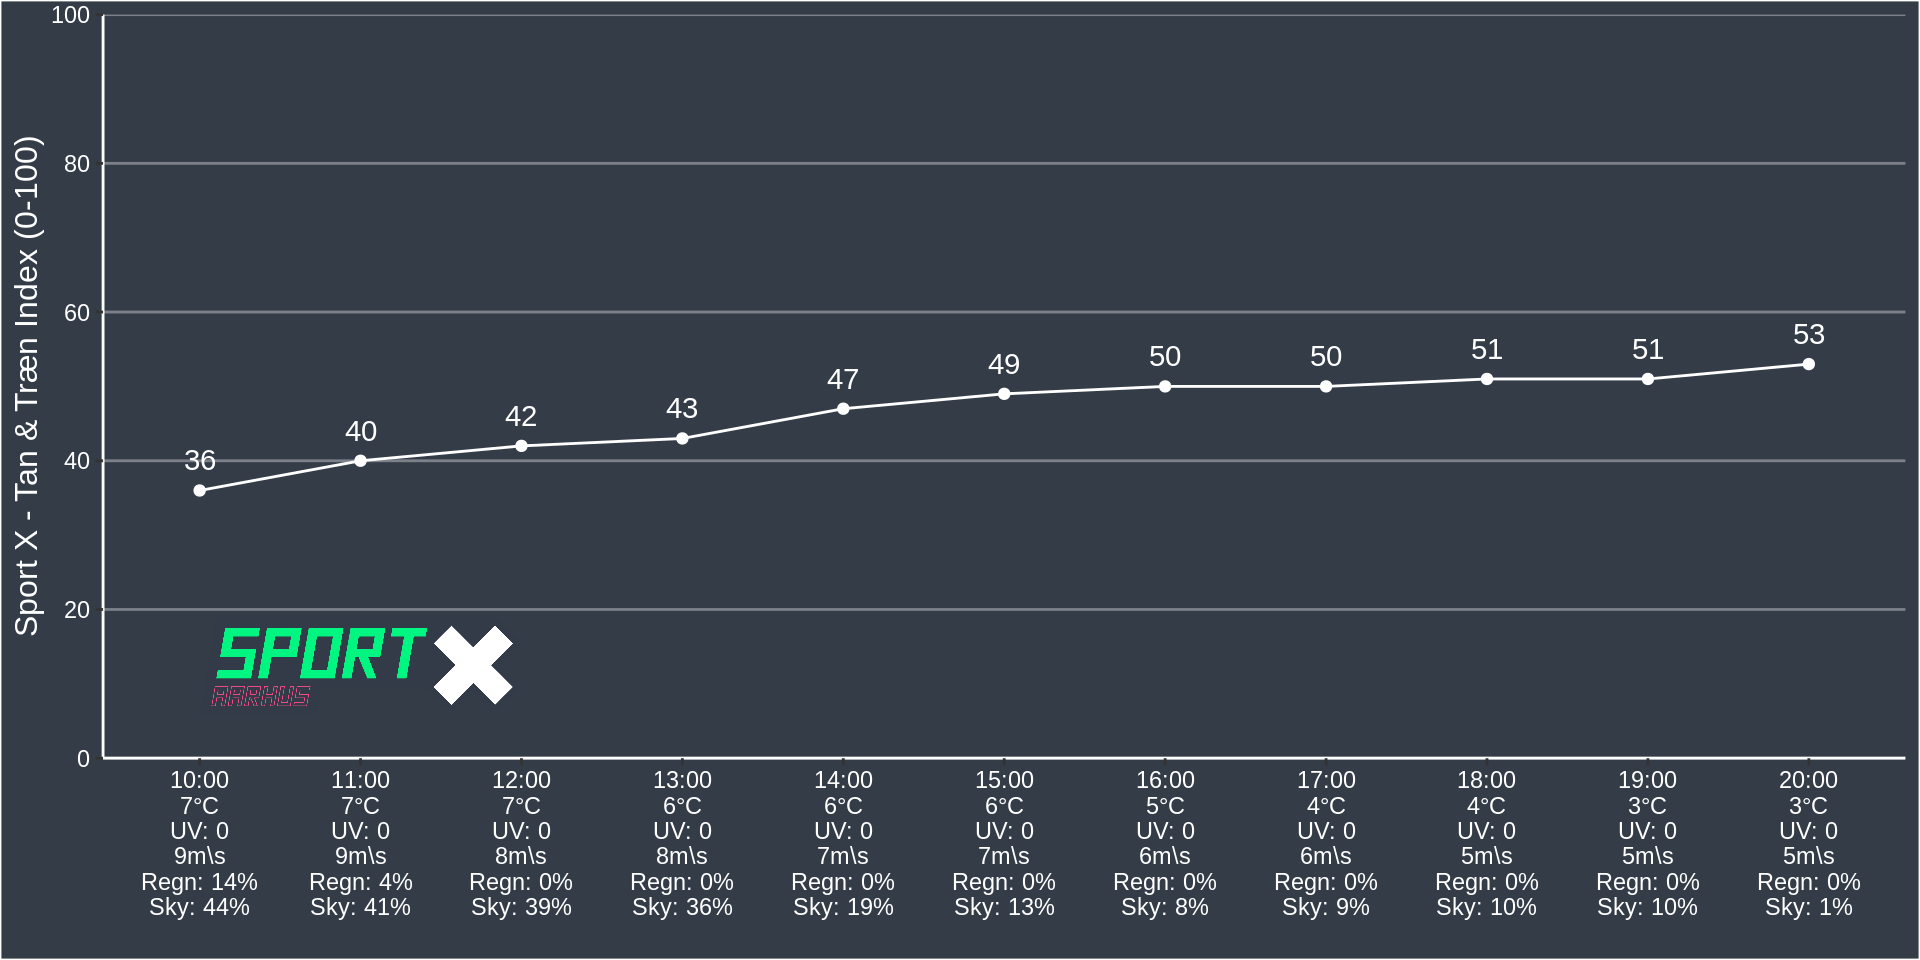 Sport X - Tan & Træn Index (0-100)
100
80
60
40
20
0
36
40
42
43
47
49
50
50
51
51
53
SPORT X
AARHUS
10:00 11:00 12:00 13:00 14:00 15:00 16:00 17:00 18:00 19:00 20:00
7°C 7°C 7°C 6°C 6°C 6°C 5°C 4°C 4°C 3°C 3°C
UV: 0 UV: 0 UV: 0 UV: 0 UV: 0 UV: 0 UV: 0 UV: 0 UV: 0 UV: 0 UV: 0
9m\s 9m\s 8m\s 8m\s 7m\s 7m\s 6m\s 6m\s 5m\s 5m\s 5m\s
Regn: 14% Regn: 4% Regn: 0% Regn: 0% Regn: 0% Regn: 0% Regn: 0% Regn: 0% Regn: 0% Regn: 0% Regn: 0%
Sky: 44% Sky: 41% Sky: 39% Sky: 36% Sky: 19% Sky: 13% Sky: 8% Sky: 9% Sky: 10% Sky: 10% Sky: 1%